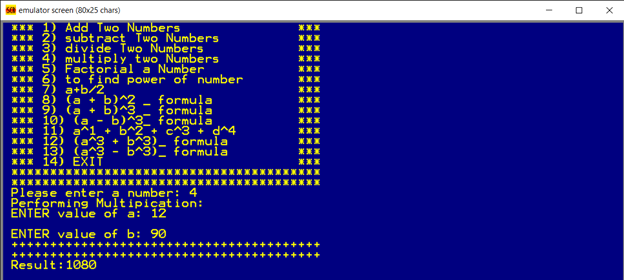 emulator screen (80x25 chars)
*** 1) Add Two Numbers ***
*** 2) subtract Two Numbers ***
*** 3) divide Two Numbers ***
*** 4) multiply two Numbers ***
*** 5) Factorial a Number ***
*** 6) to find power of number ***
*** 7) a+b/2 ***
*** 8) (a + b)^2 _ formula ***
*** 9) (a + b)^3 _ formula ***
*** 10) (a - b)^3_ formula ***
*** 11) a^1 + b^2 + c^3 + d^4 ***
*** 12) (a^3 + b^3)_ formula ***
*** 13) (a^3 - b^3)_ formula ***
*** 14) EXIT ***
****************************************
****************************************
Please enter a number: 4
Performing Multipication:
ENTER value of a: 12
ENTER value of b: 90
++++++++++++++++++++++++++++++++++++++++
++++++++++++++++++++++++++++++++++++++++
Result:1080